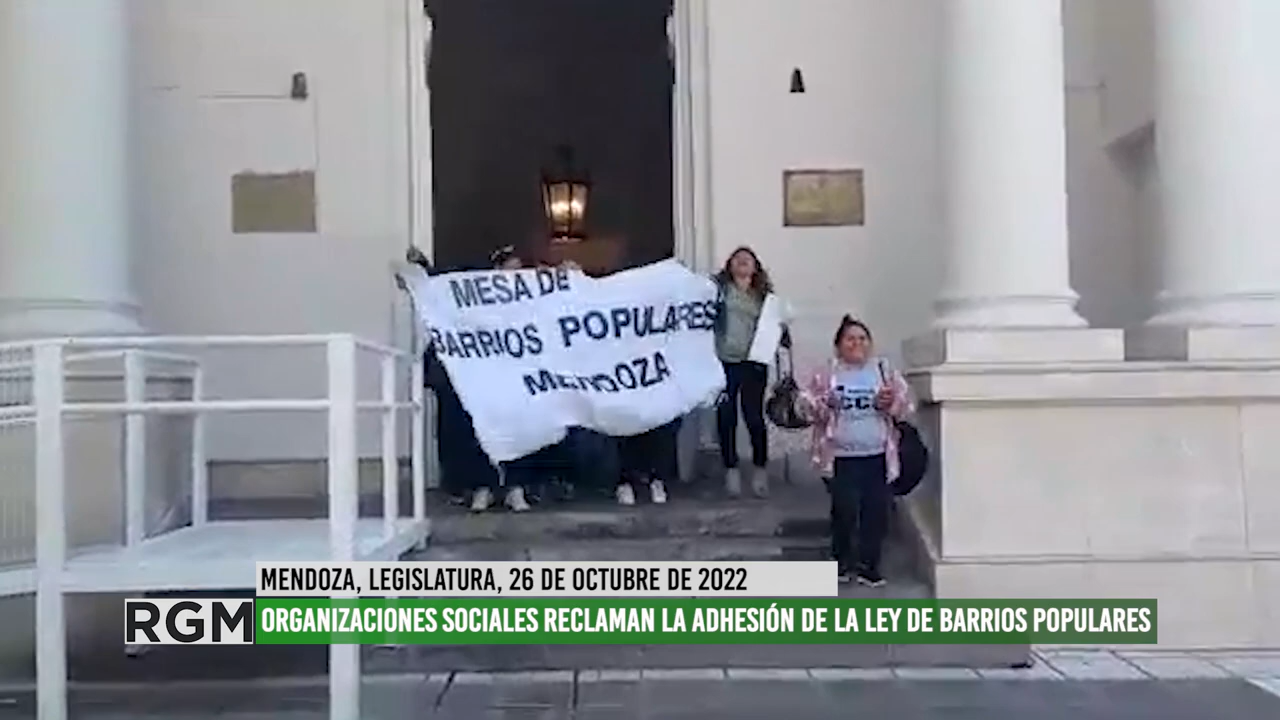 MESA DE
BARRIOS POPULARES
MENDOZA
CCC
MENDOZA, LEGISLATURA, 26 DE OCTUBRE DE 2022
RGM
ORGANIZACIONES SOCIALES RECLAMAN LA ADHESIÓN DE LA LEY DE BARRIOS POPULARES